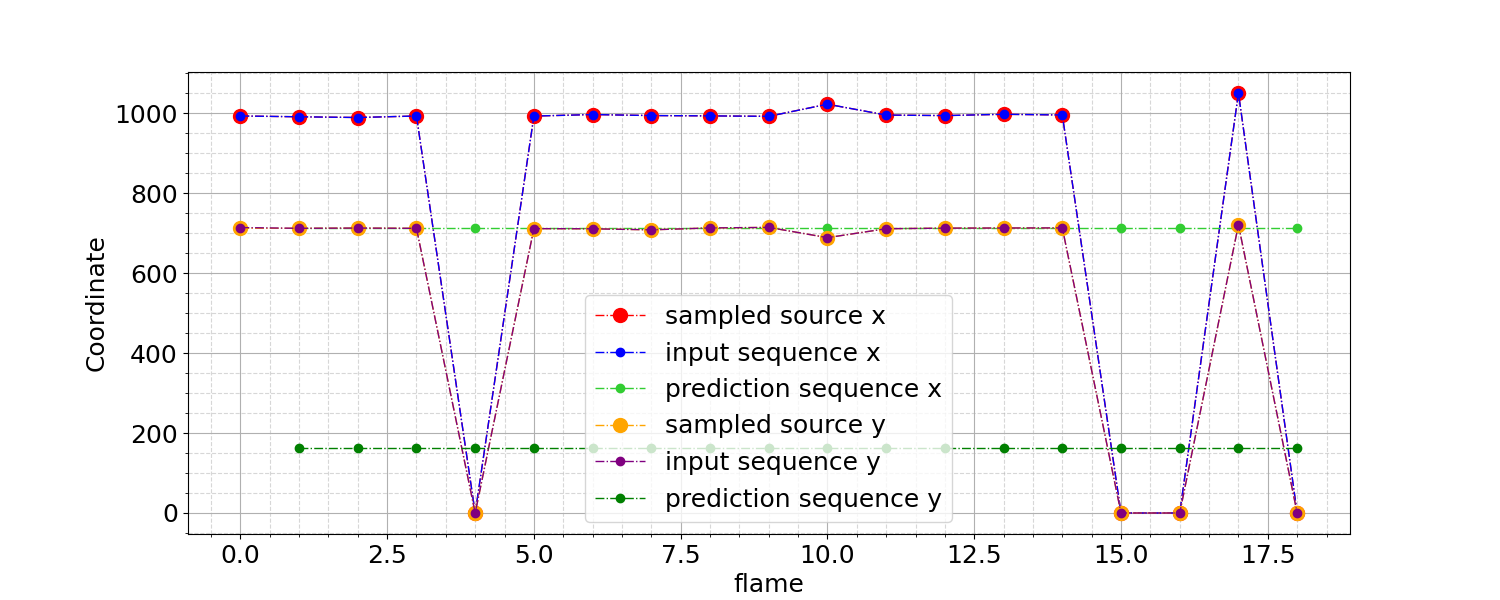 1000
800
600
400
200
0
Coordinate
sampled source x
input sequence x
prediction sequence x
sampled source y
input sequence y
prediction sequence y
0.0 2.5 5.0 7.5 10.0 12.5 15.0 17.5
flame